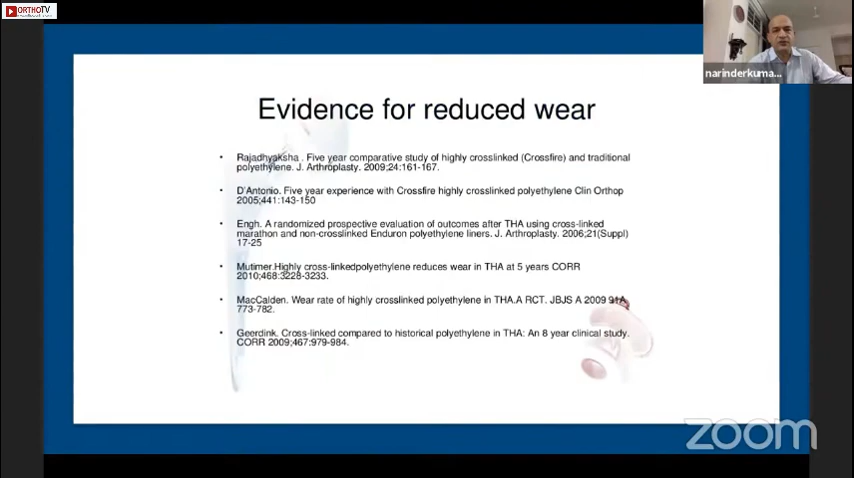 ORTHOTV
narinderkuma...
Evidence for reduced wear
• Rajadhyaksha . Five year comparative study of highly crosslinked (Crossfire) and traditional
polyethylene. J. Arthroplasty. 2009;24:161-167.
• D'Antonio. Five year experience with Crossfire highly crosslinked polyethylene Clin Orthop
2005;441:143-150
• Engh. A randomized prospective evaluation of outcomes after THA using cross-linked
marathon and non-crosslinked Enduron polyethylene liners. J. Arthroplasty. 2006;21(Suppl)
17-25
• Mutimer.Highly cross-linkedpolyethylene reduces wear in THA at 5 years CORR
2010;468:3228-3233.
• MacCalden. Wear rate of highly crosslinked polyethylene in THA.A RCT. JBJS A 2009 91A
773-782.
• Geerdink. Cross-linked compared to historical polyethylene in THA: An 8 year clinical study.
CORR 2009;467:979-984.
zoom